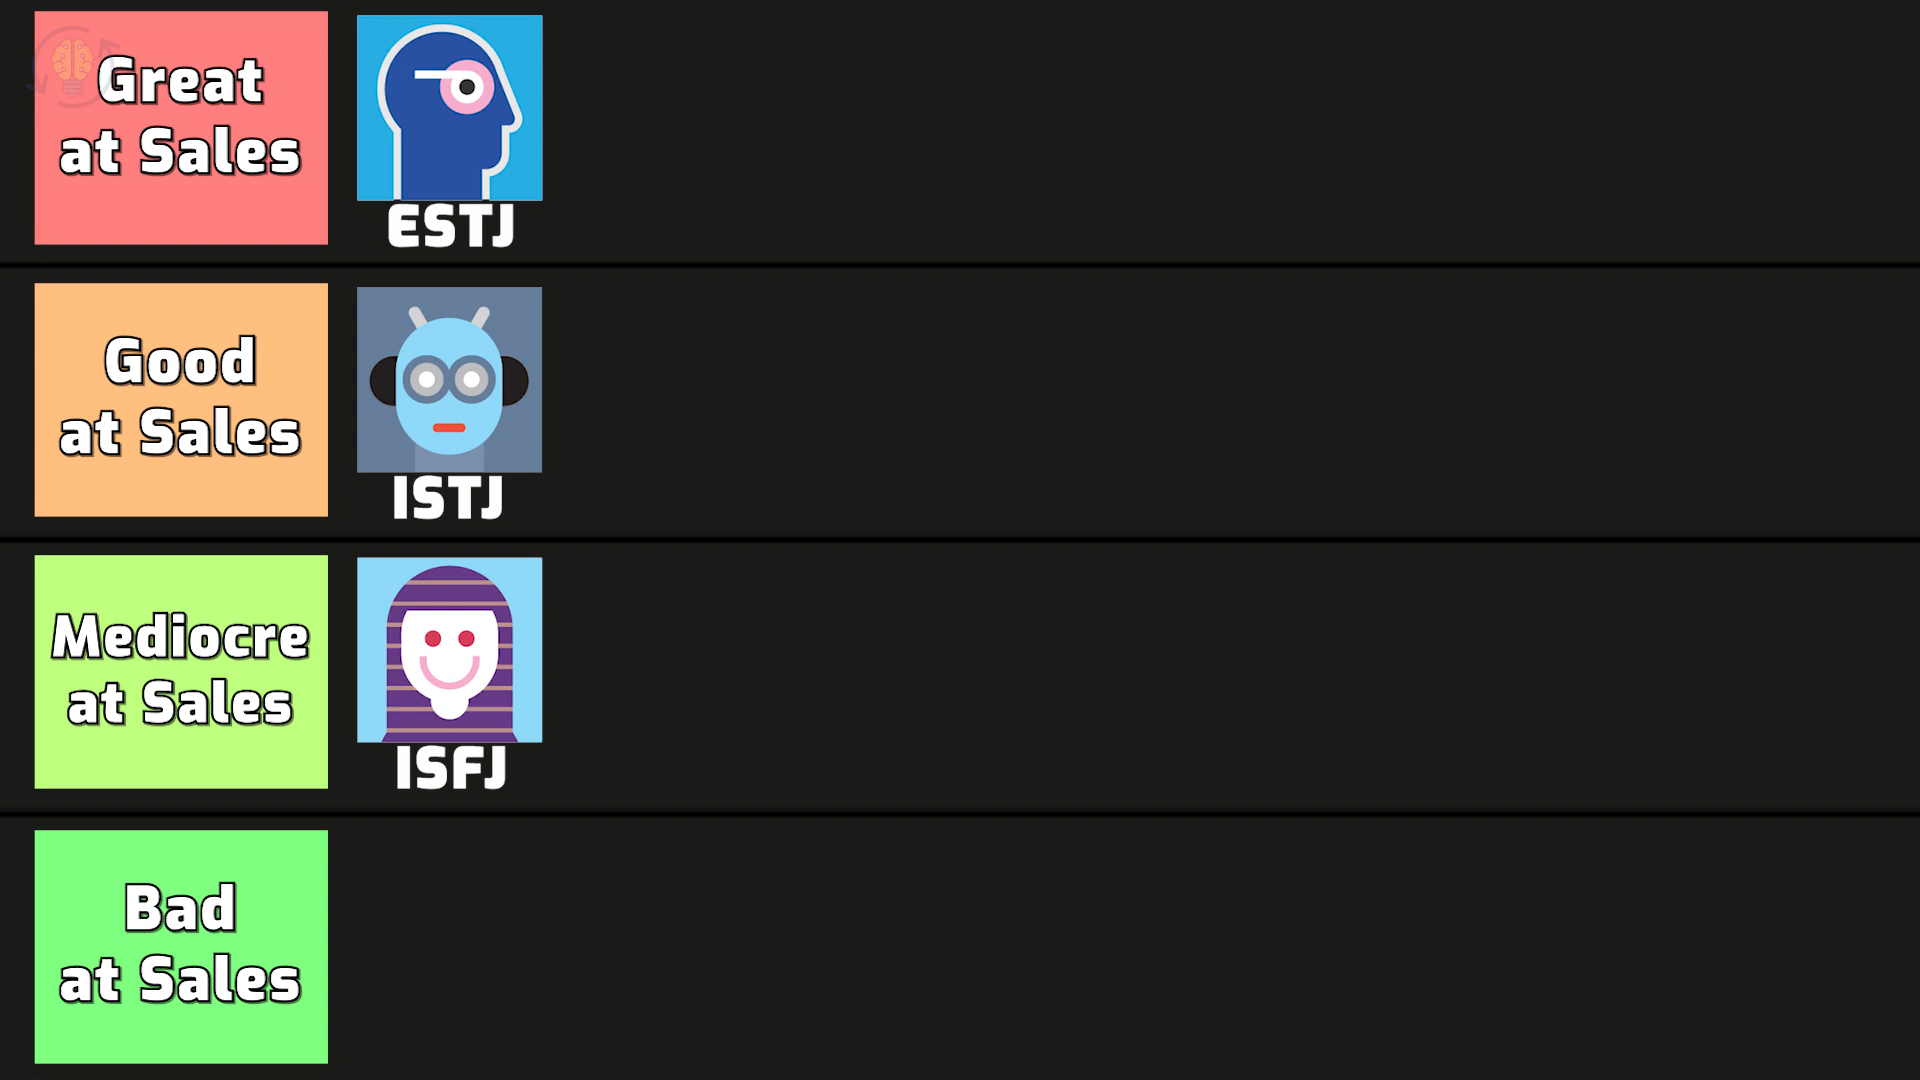 Great
at Sales
ESTJ
Good
at Sales
ISTJ
Mediocre
at Sales
ISFJ
Bad
at Sales